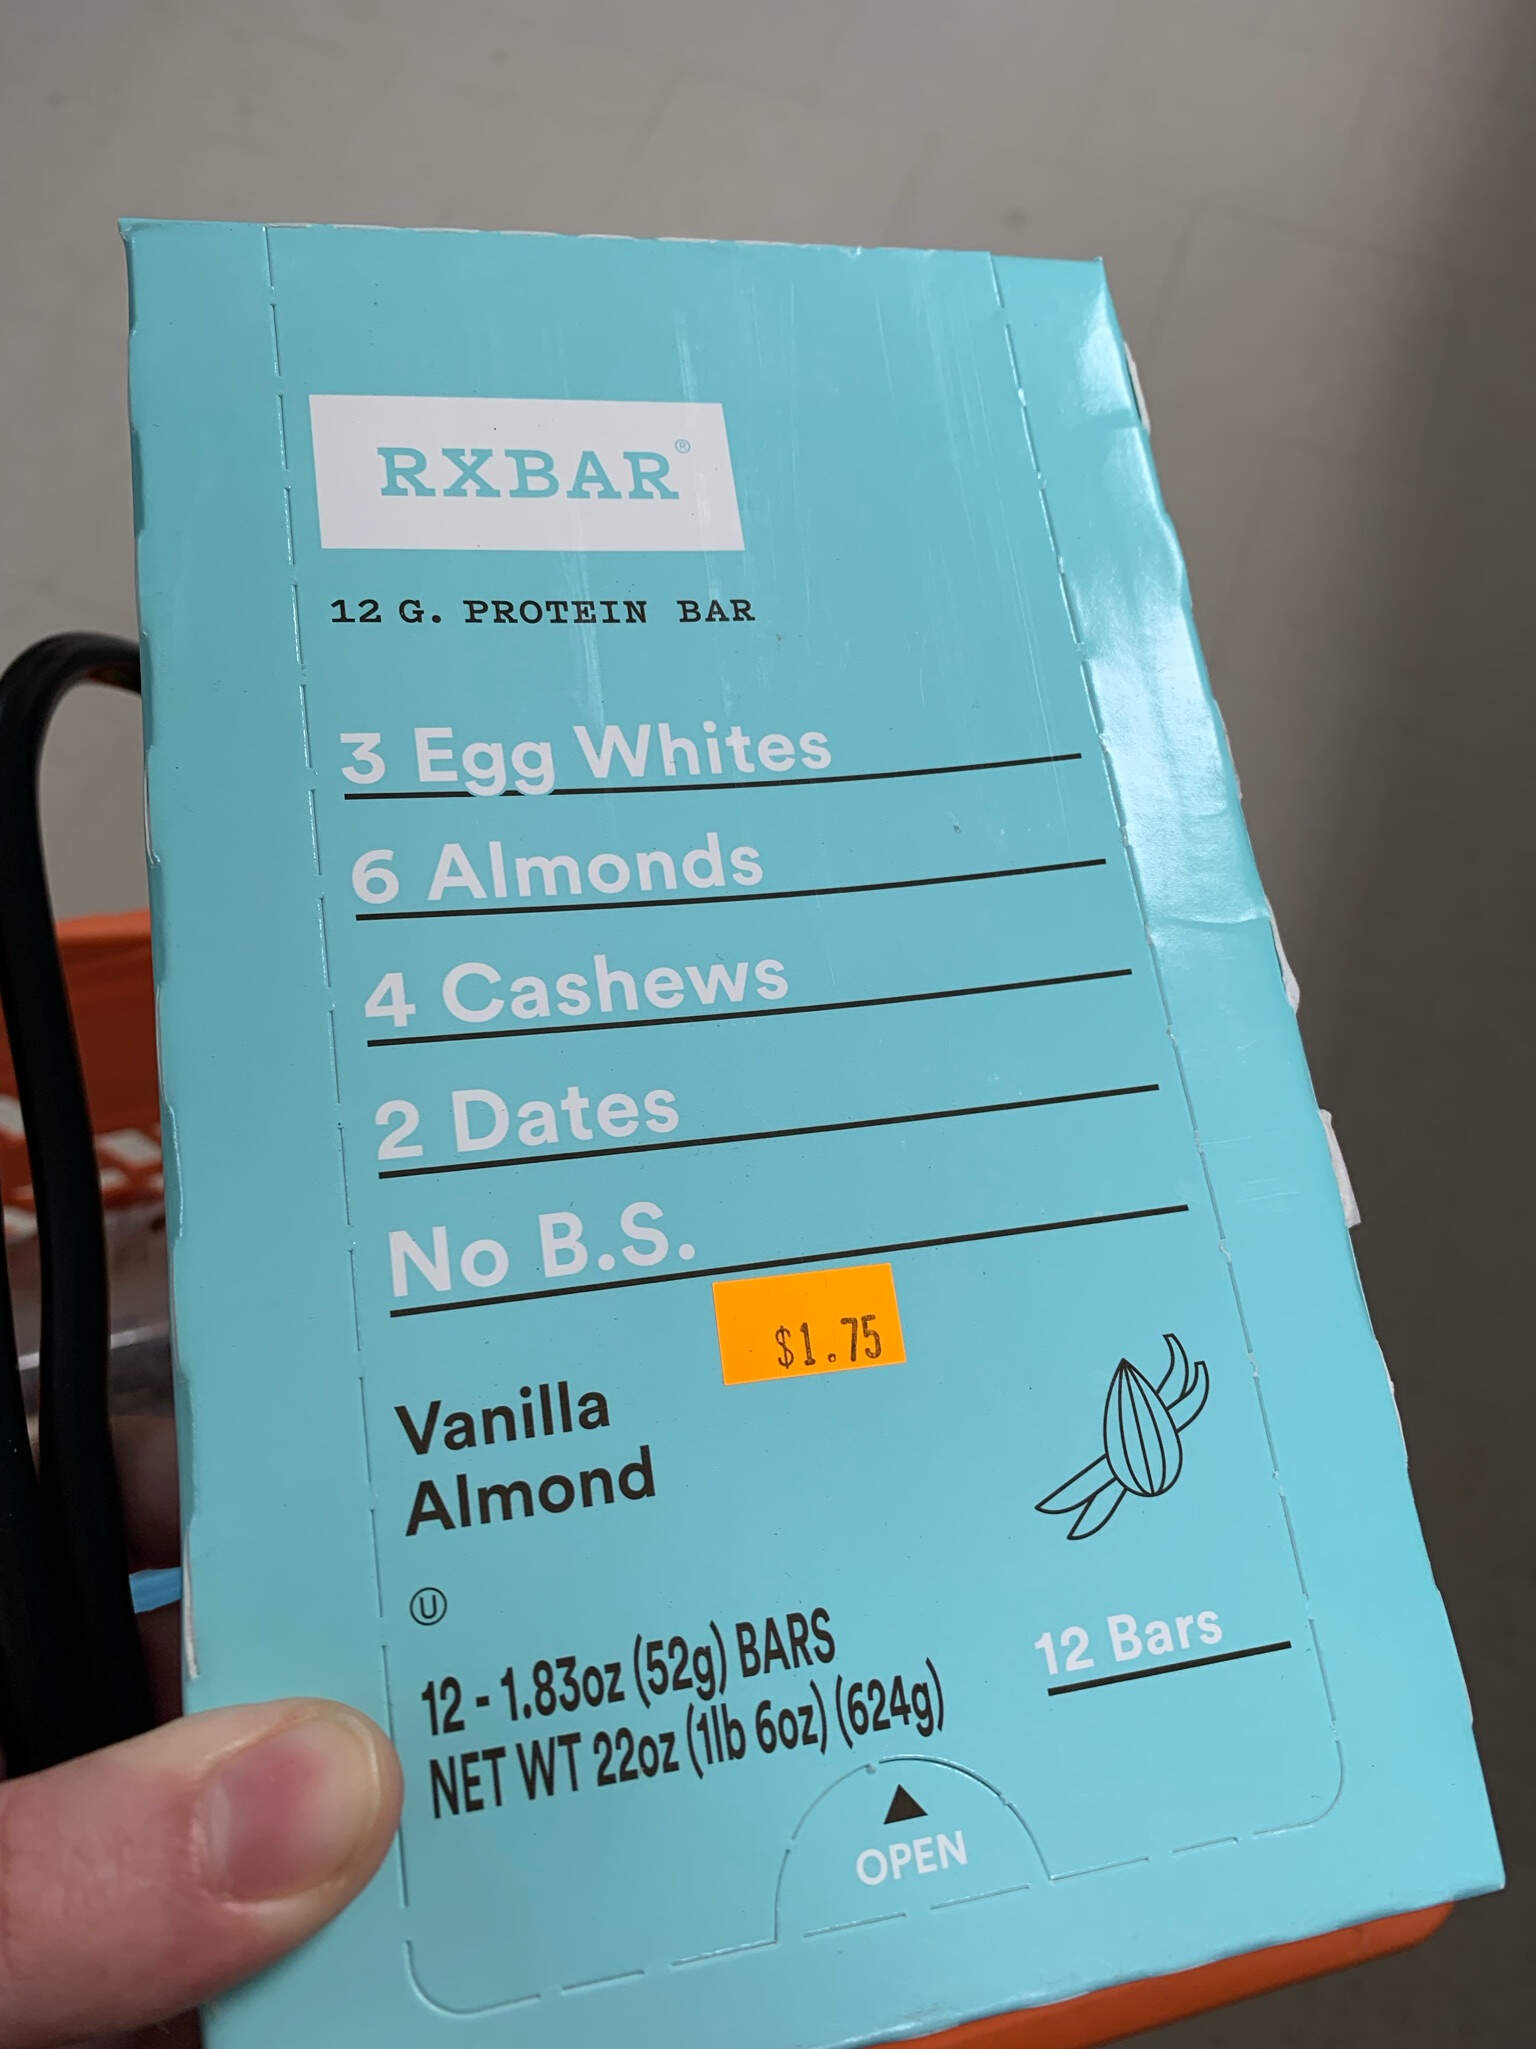 RXBAR®
12 G. PROTEIN BAR
3 Egg Whites
6 Almonds
4 Cashews
2 Dates
No B.S.
$1.75
Vanilla
Almond
U
12 - 1.83oz (52g) BARS
NET WT 22oz (1lb 6oz) (624g)
12 Bars
OPEN